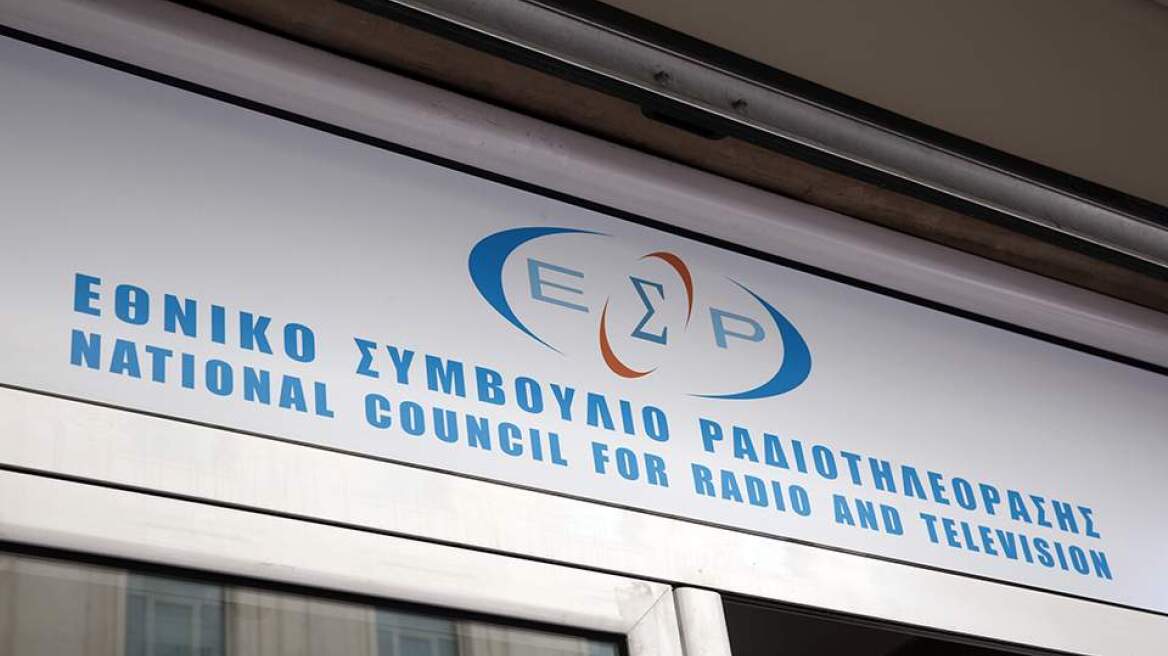 ΕΣΡ
ΕΘΝΙΚΟ ΣΥΜΒΟΥΛΙΟ ΡΑΔΙΟΤΗΛΕΟΡΑΣΗΣ
NATIONAL COUNCIL FOR RADIO AND TELEVISION